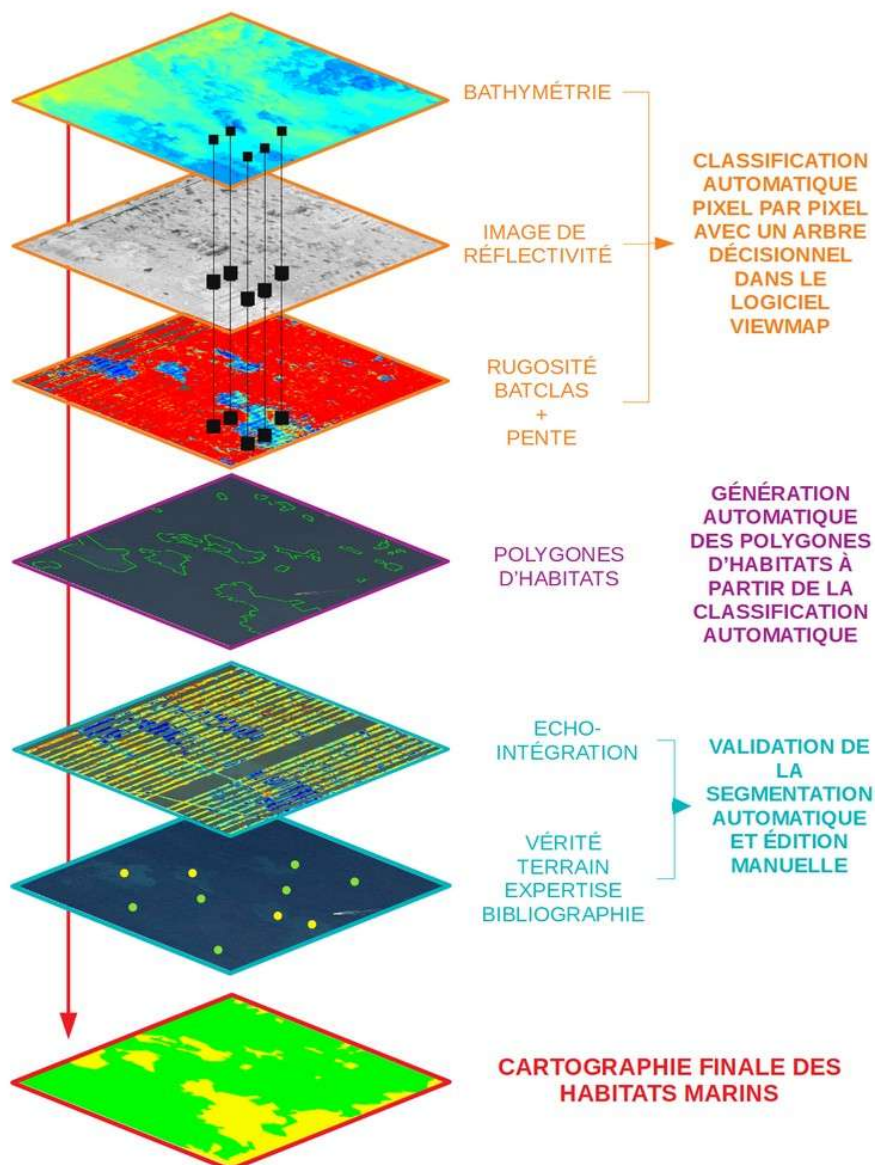 BATHYMÉTRIE
IMAGE DE
RÉFLECTIVITÉ
RUGOSITÉ
BATCLAS
+
PENTE
CLASSIFICATION
AUTOMATIQUE
PIXEL PAR PIXEL
AVEC UN ARBRE
DÉCISIONNEL
DANS LE
LOGICIEL
VIEWMAP
POLYGONES
D'HABITATS
GÉNÉRATION
AUTOMATIQUE
DES POLYGONES
D'HABITATS À
PARTIR DE LA
CLASSIFICATION
AUTOMATIQUE
ECHO-
INTÉGRATION
VÉRITÉ
TERRAIN
EXPERTISE
BIBLIOGRAPHIE
VALIDATION DE
LA
SEGMENTATION
AUTOMATIQUE
ET ÉDITION
MANUELLE
CARTOGRAPHIE FINALE DES
HABITATS MARINS